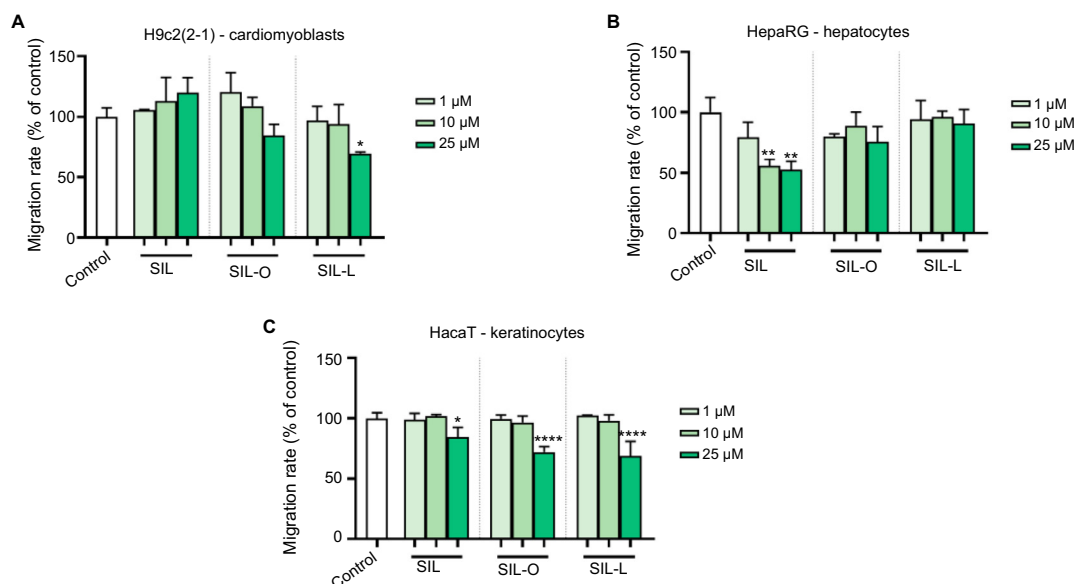 A
H9c2(2-1) - cardiomyoblasts
Migration rate (% of control)
150
100
50
0
*
Control
SIL
SIL-O
SIL-L
1 µM
10 µM
25 µM
B
HepaRG - hepatocytes
Migration rate (% of control)
150
100
50
0
** **
Control
SIL
SIL-O
SIL-L
1 µM
10 µM
25 µM
C
HacaT - keratinocytes
Migration rate (% of control)
150
100
50
0
*
****
****
Control
SIL
SIL-O
SIL-L
1 µM
10 µM
25 µM